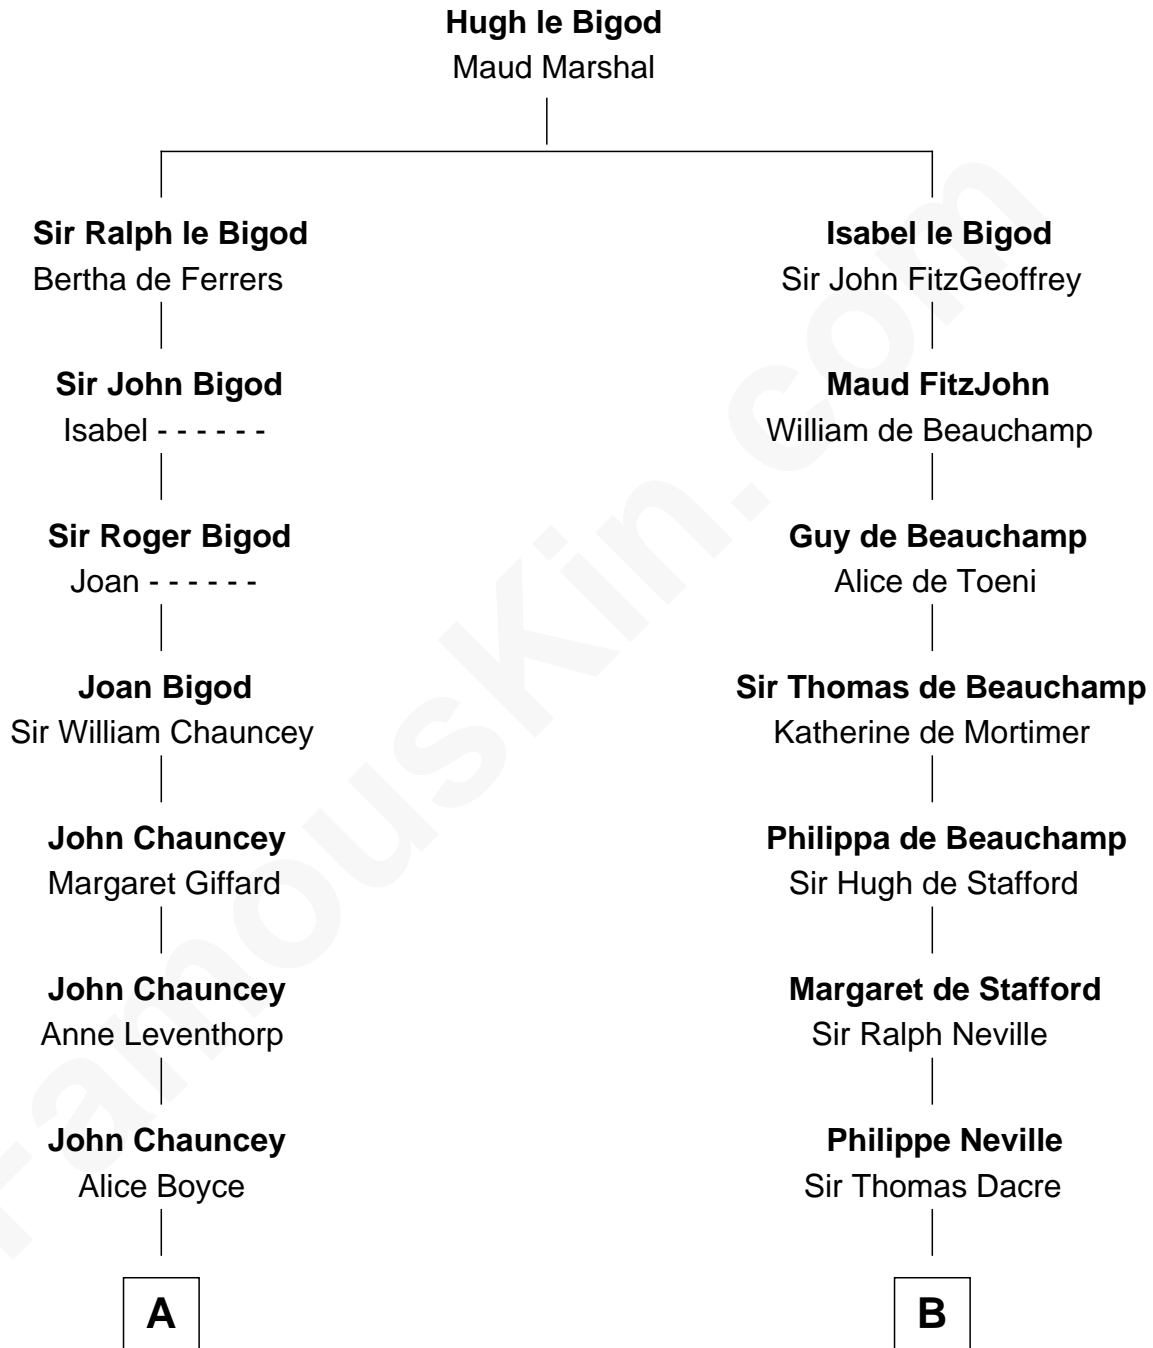 Hugh le Bigod
Maud Marshal
Sir Ralph le Bigod
Bertha de Ferrers
Isabel le Bigod
Sir John FitzGeoffrey
Sir John Bigod
Isabel - - - - - -
Maud FitzJohn
William de Beauchamp
Sir Roger Bigod
Joan - - - - - -
Guy de Beauchamp
Alice de Toeni
Joan Bigod
Sir William Chauncey
Sir Thomas de Beauchamp
Katherine de Mortimer
John Chauncey
Margaret Giffard
Philippa de Beauchamp
Sir Hugh de Stafford
John Chauncey
Anne Leventhorp
Margaret de Stafford
Sir Ralph Neville
John Chauncey
Alice Boyce
Philippe Neville
Sir Thomas Dacre
A
B
FamousKin.com